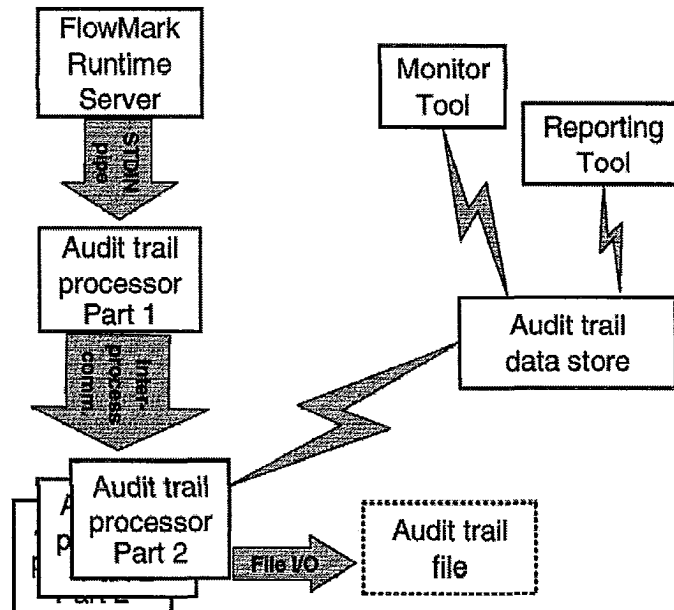 FlowMark
Runtime
Server
STDIN
pipe
Monitor
Tool
Reporting
Tool
Audit trail
processor
Part 1
Inter-
process
comm.
Audit trail
data store
Audit trail
processor
Part 2
File I/O
Audit trail
file